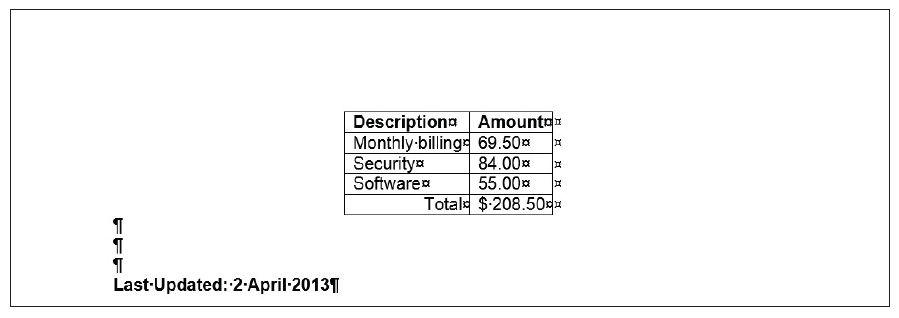 Description¤ Amount¤¤
Monthly·billing¤ 69.50¤ ¤
Security¤ 84.00¤ ¤
Software¤ 55.00¤ ¤
Total¤ $·208.50¤¤
¶
¶
¶
Last·Updated:·2·April·2013¶